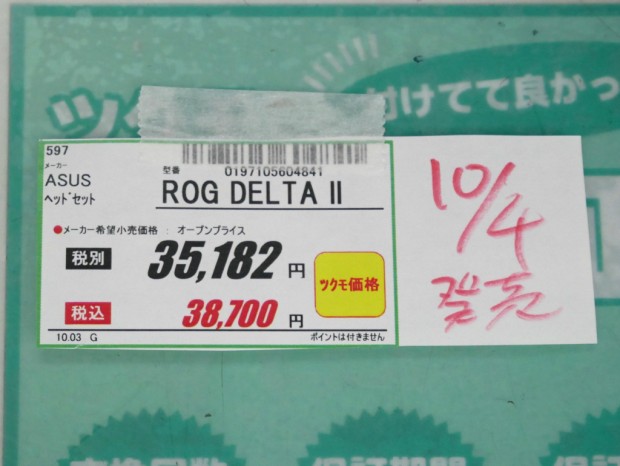 付けてて良かっ
597
メーカー
ASUS
ヘッドセット
型番
0197105604841
ROG DELTA II
●メーカー希望小売価格 : オープンプライス
税別 35,182 円
ツクモ価格
税込 38,700 円
10.03 G
ポイントは付きません
10/4
発売